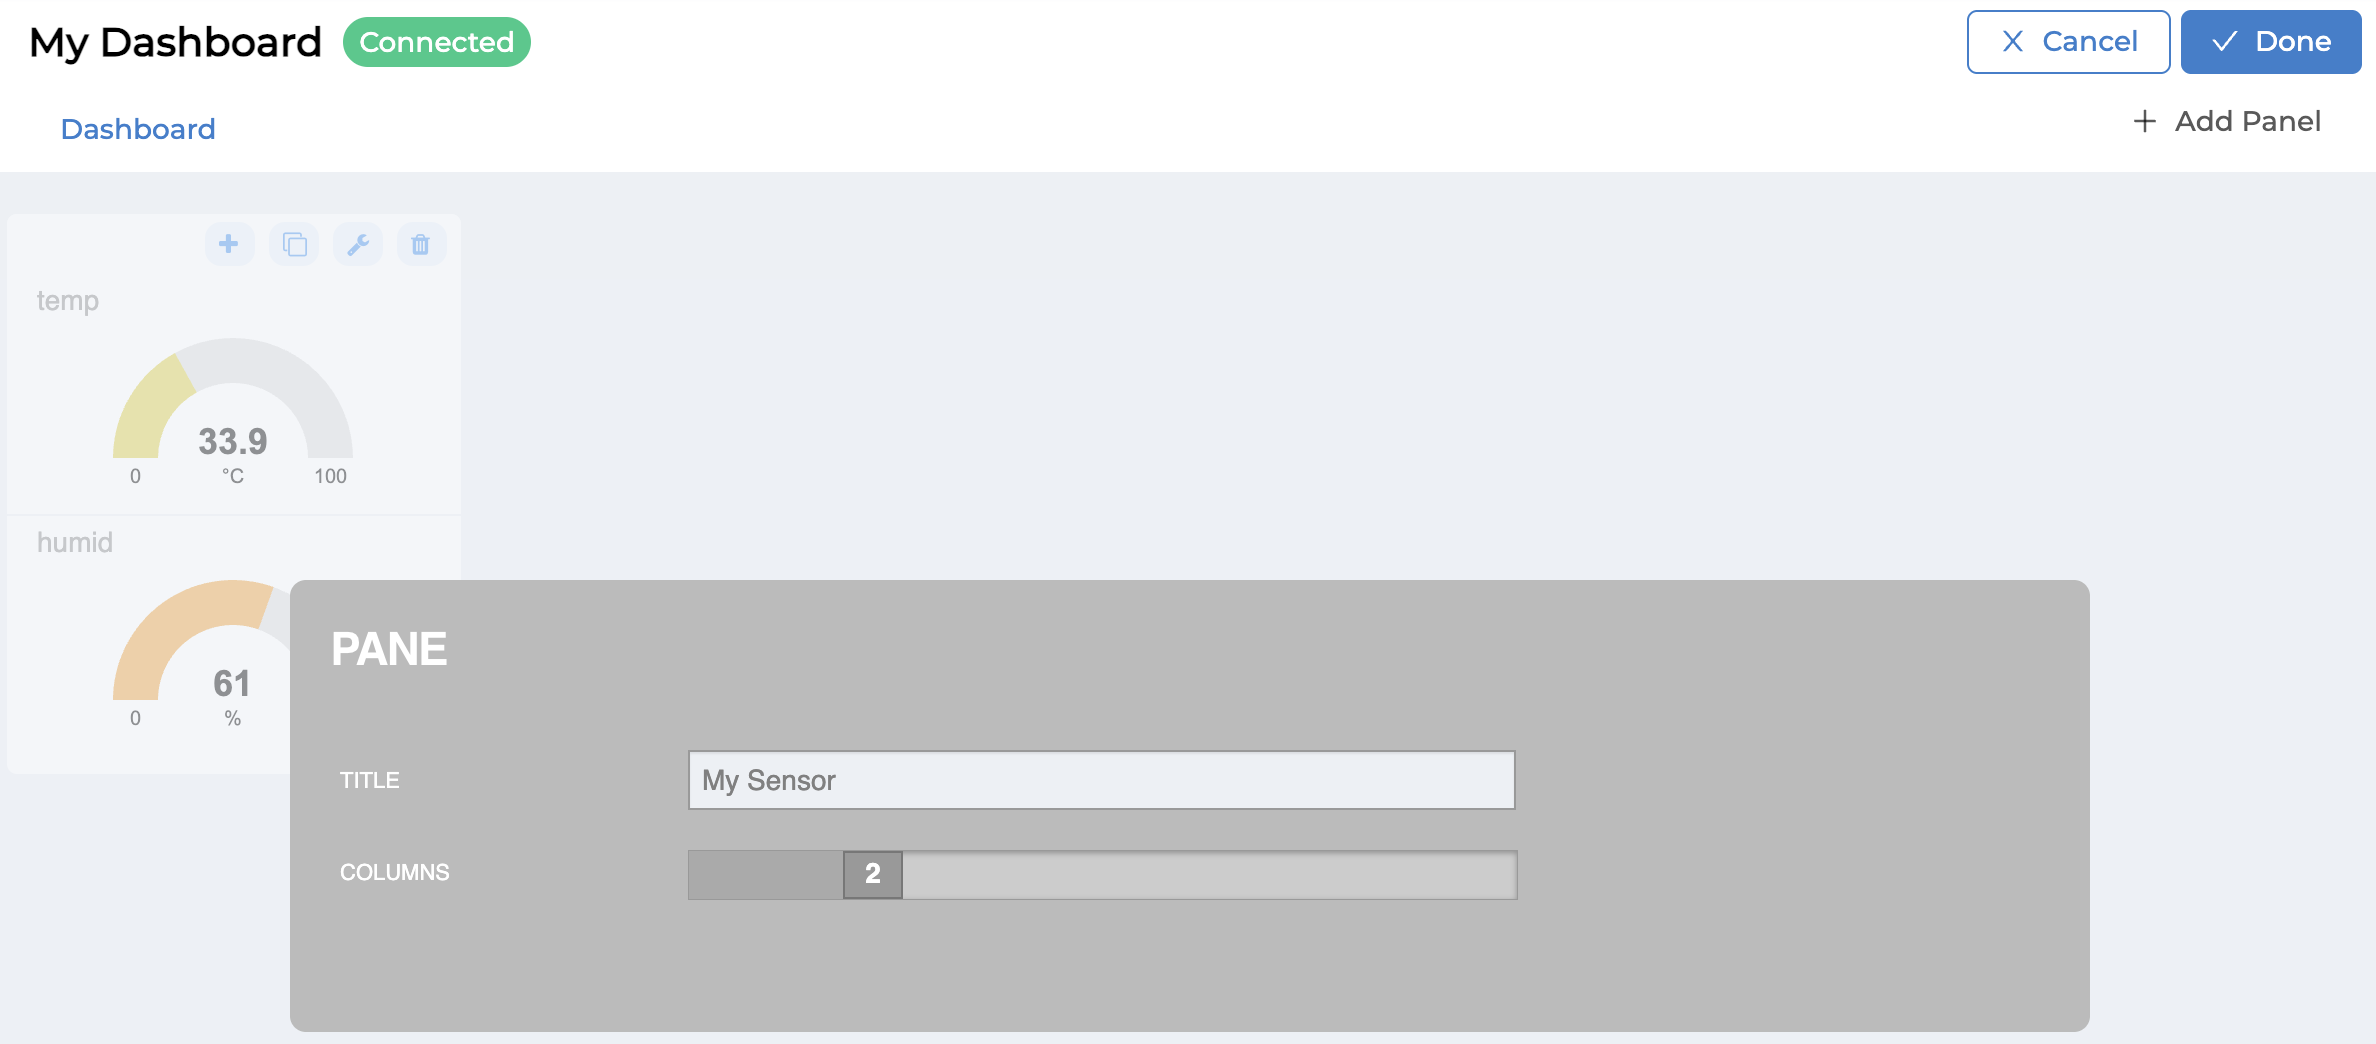 My Dashboard Connected
X Cancel
Done
Dashboard
+ Add Panel
temp
33.9
0 °C 100
humid
61
0 %
PANE
TITLE My Sensor
COLUMNS 2